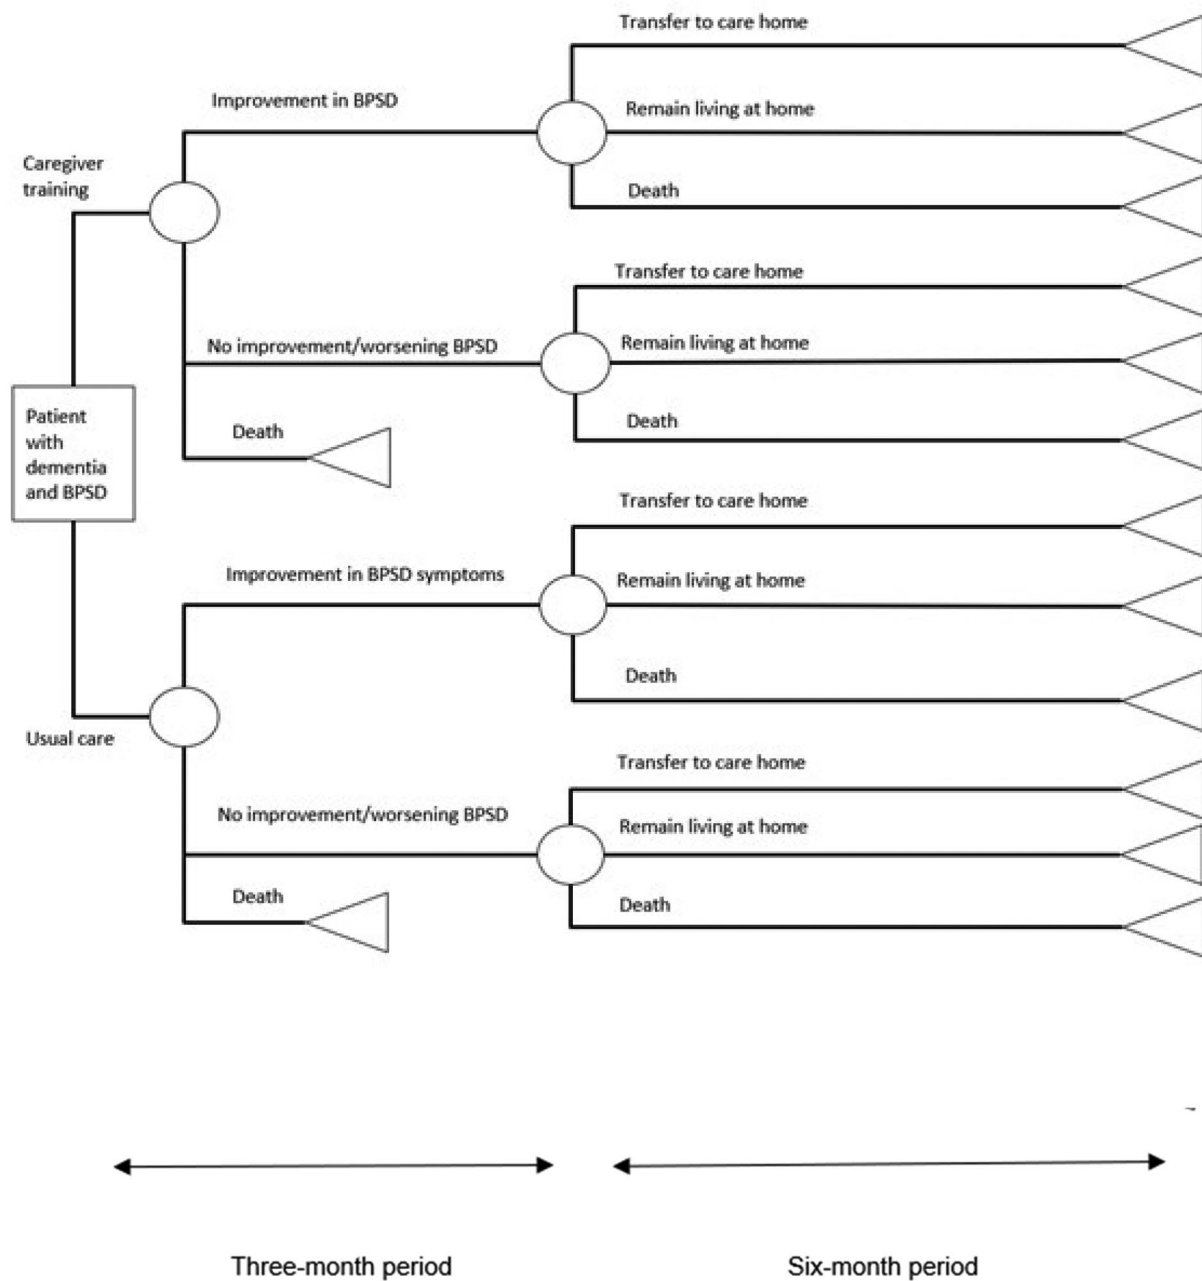 Transfer to care home
Improvement in BPSD
Remain living at home
Caregiver
training
Death
Transfer to care home
No improvement/worsening BPSD
Remain living at home
Patient
with
dementia
and BPSD
Death
Death
Transfer to care home
Improvement in BPSD symptoms
Remain living at home
Death
Usual care
Transfer to care home
No improvement/worsening BPSD
Remain living at home
Death
Death
Three-month period
Six-month period